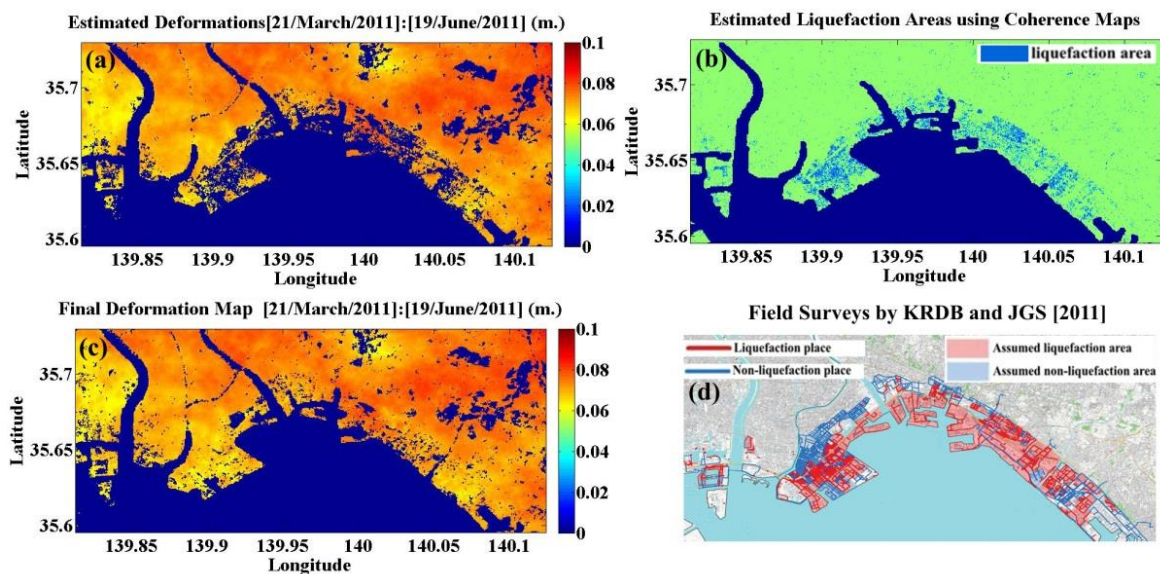 Estimated Deformations[21/March/2011]:[19/June/2011] (m.)
(a)
Latitude
35.7
35.65
35.6
139.85 139.9 139.95 140 140.05 140.1
Longitude
0.1
0.08
0.06
0.04
0.02
0
Estimated Liquefaction Areas using Coherence Maps
(b)
liquefaction area
Latitude
35.7
35.65
35.6
139.85 139.9 139.95 140 140.05 140.1
Longitude
Final Deformation Map [21/March/2011]:[19/June/2011] (m.)
(c)
Latitude
35.7
35.65
35.6
139.85 139.9 139.95 140 140.05 140.1
Longitude
0.1
0.08
0.06
0.04
0.02
0
Field Surveys by KRDB and JGS [2011]
Liquefaction place
Non-liquefaction place
Assumed liquefaction area
Assumed non-liquefaction area
(d)